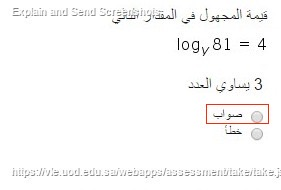 Explain and Send Screenshots
قيمة المجهول في المقدار التالي
log_y 81 = 4
يساوي العدد 3
صواب
خطأ
https://vle.uod.sa/webapps/assessment/take/take.j